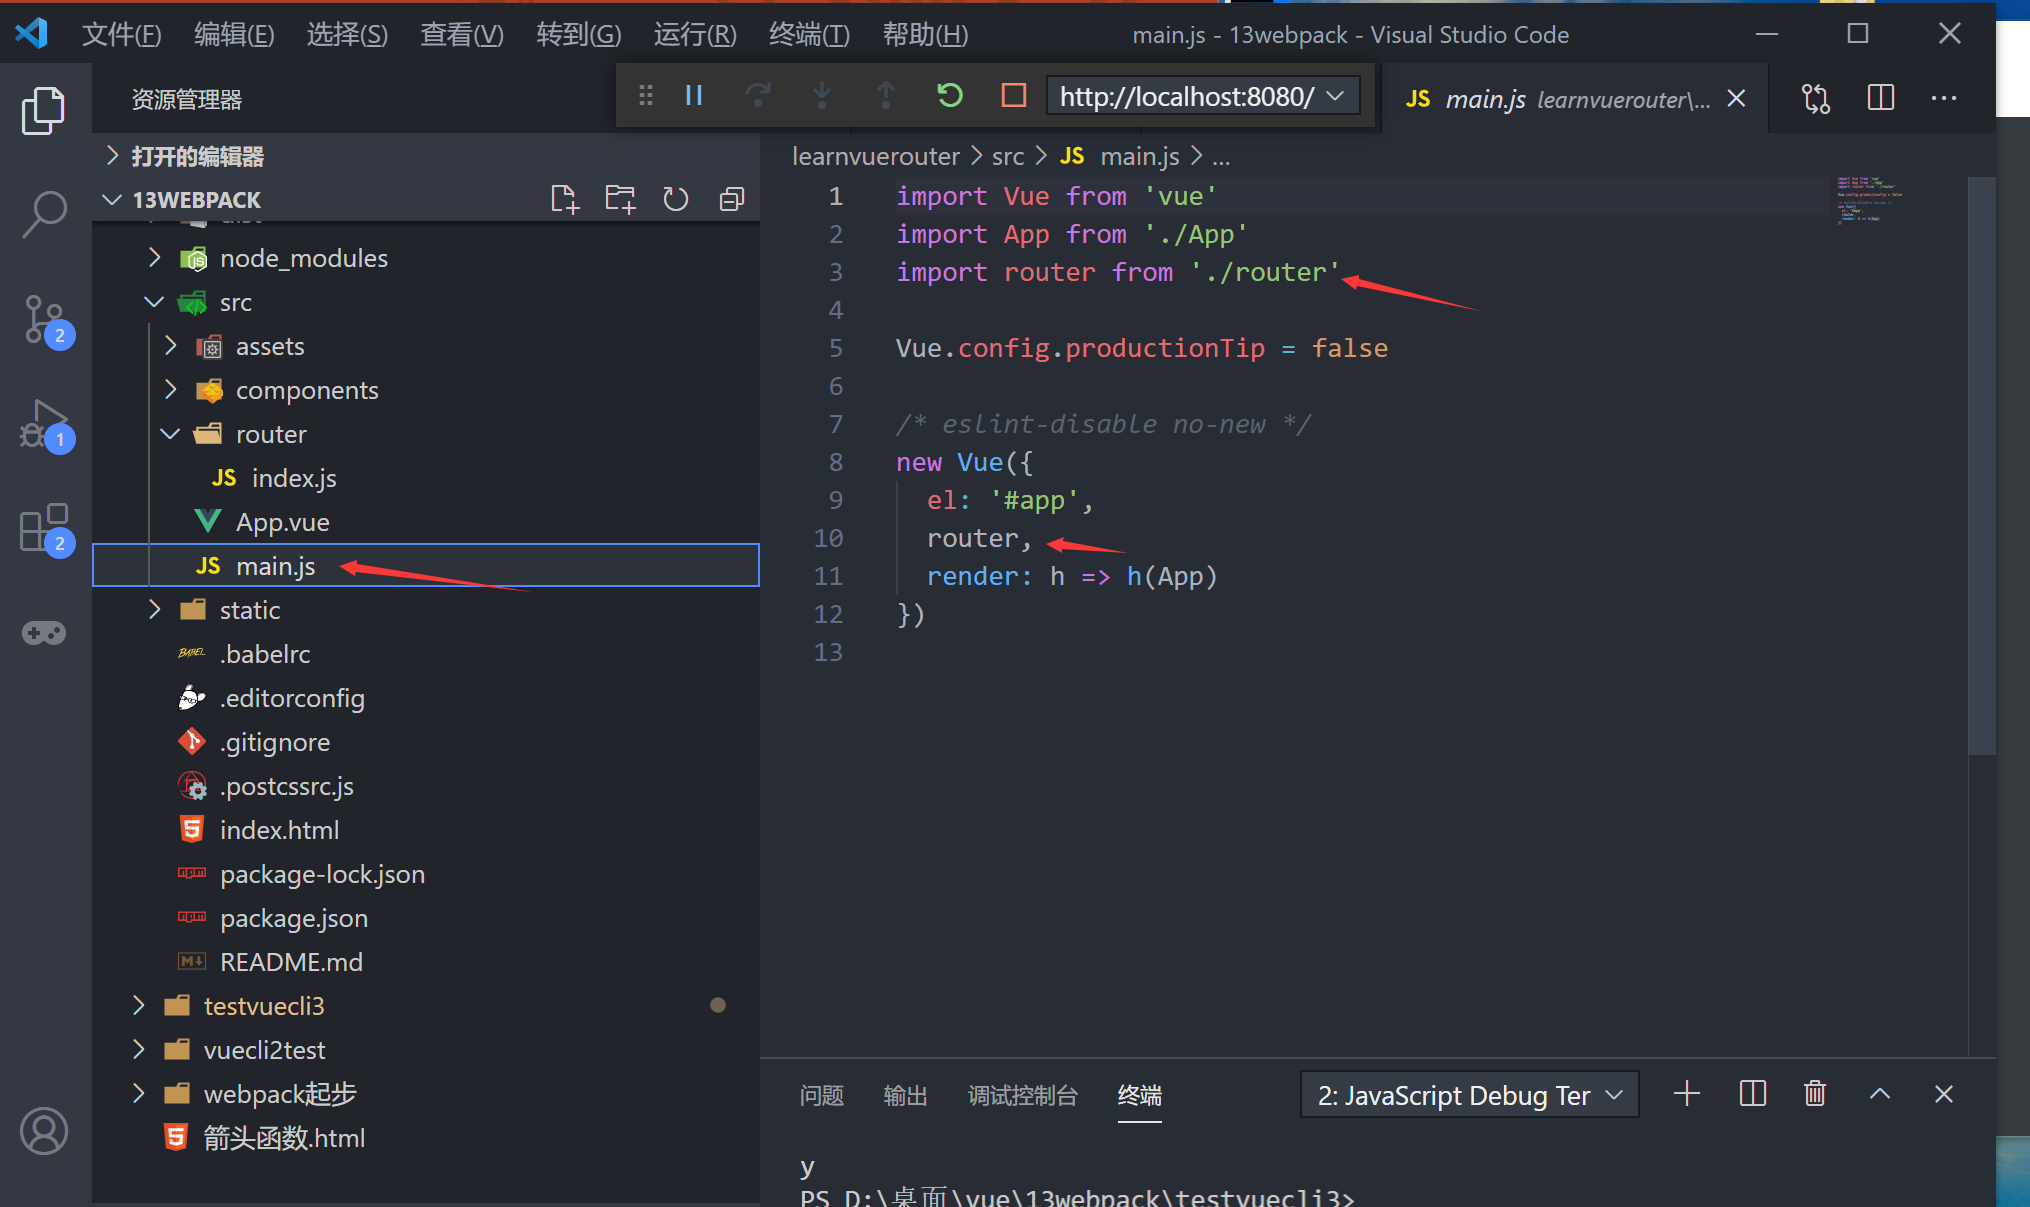 文件(F) 编辑(E) 选择(S) 查看(V) 转到(G) 运行(R) 终端(T) 帮助(H) main.js - 13webpack - Visual Studio Code
资源管理器
http://localhost:8080/
JS main.js learnvuerouter\...
打开的编辑器
13WEBPACK
node_modules
src
assets
components
router
JS index.js
App.vue
JS main.js
static
BABEL .babelrc
.editorconfig
.gitignore
.postcssrc.js
index.html
package-lock.json
package.json
README.md
testvuecli3
vuecli2test
webpack起步
箭头函数.html
2
1
2
learnvuerouter > src > JS main.js > ...
1 import Vue from 'vue'
2 import App from './App'
3 import router from './router'
4
5 Vue.config.productionTip = false
6
7 /* eslint-disable no-new */
8 new Vue({
9 el: '#app',
10 router,
11 render: h => h(App)
12 })
13
问题 输出 调试控制台 终端 2: JavaScript Debug Ter
y
PS D:\桌面\vue\13webpack\testvuecli3>